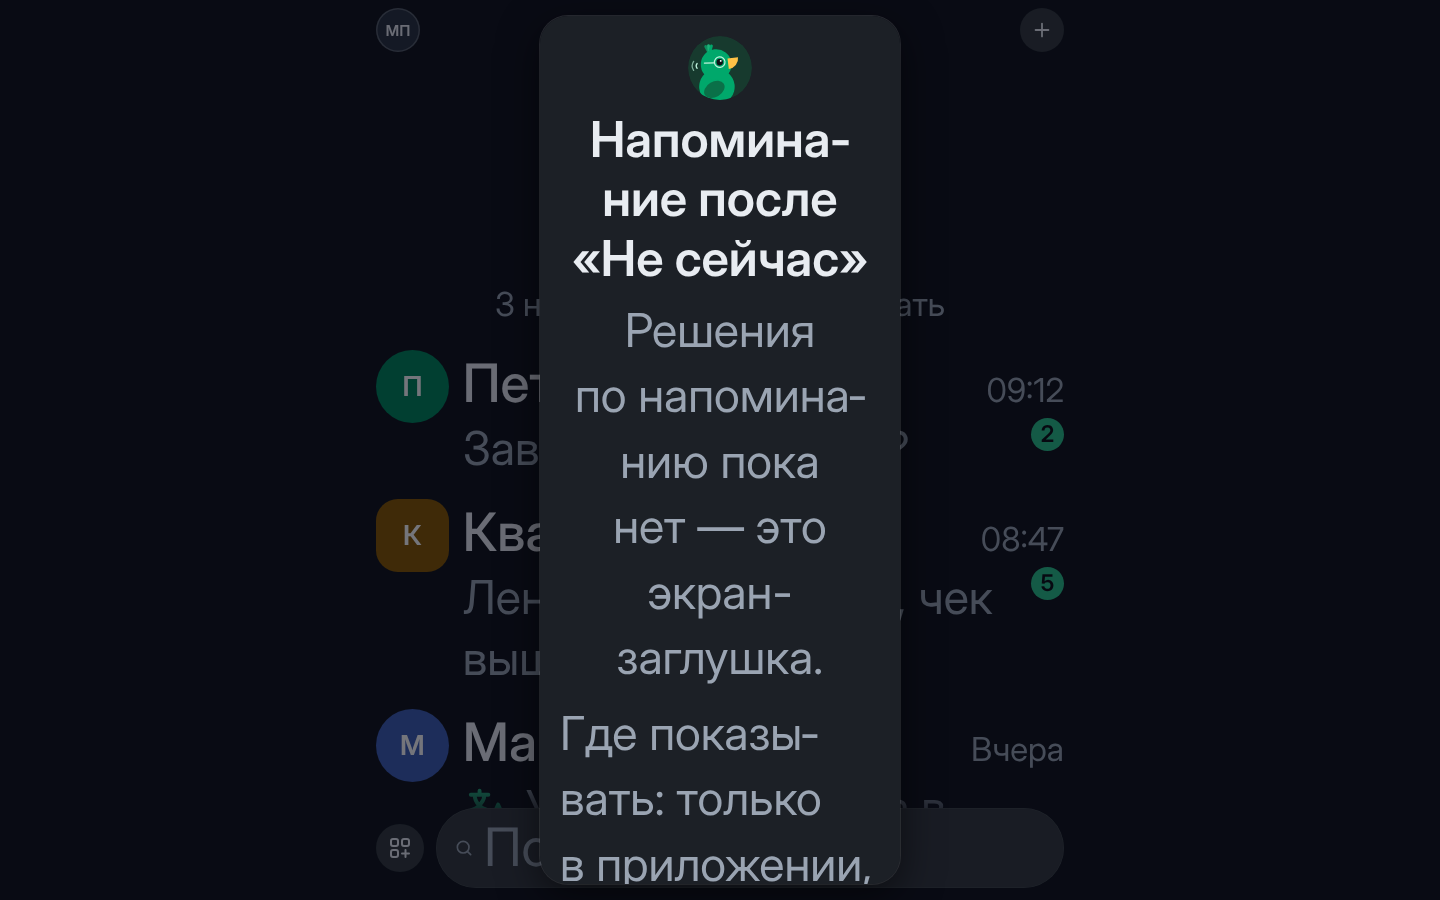 МП
Напомина-
ние после
«Не сейчас»
Решения
по напомина-
нию пока
нет — это
экран-
заглушка.
Где показы-
вать: только
в приложении,
3
П
09:12
2
К
08:47
чек
5
М
Вчера